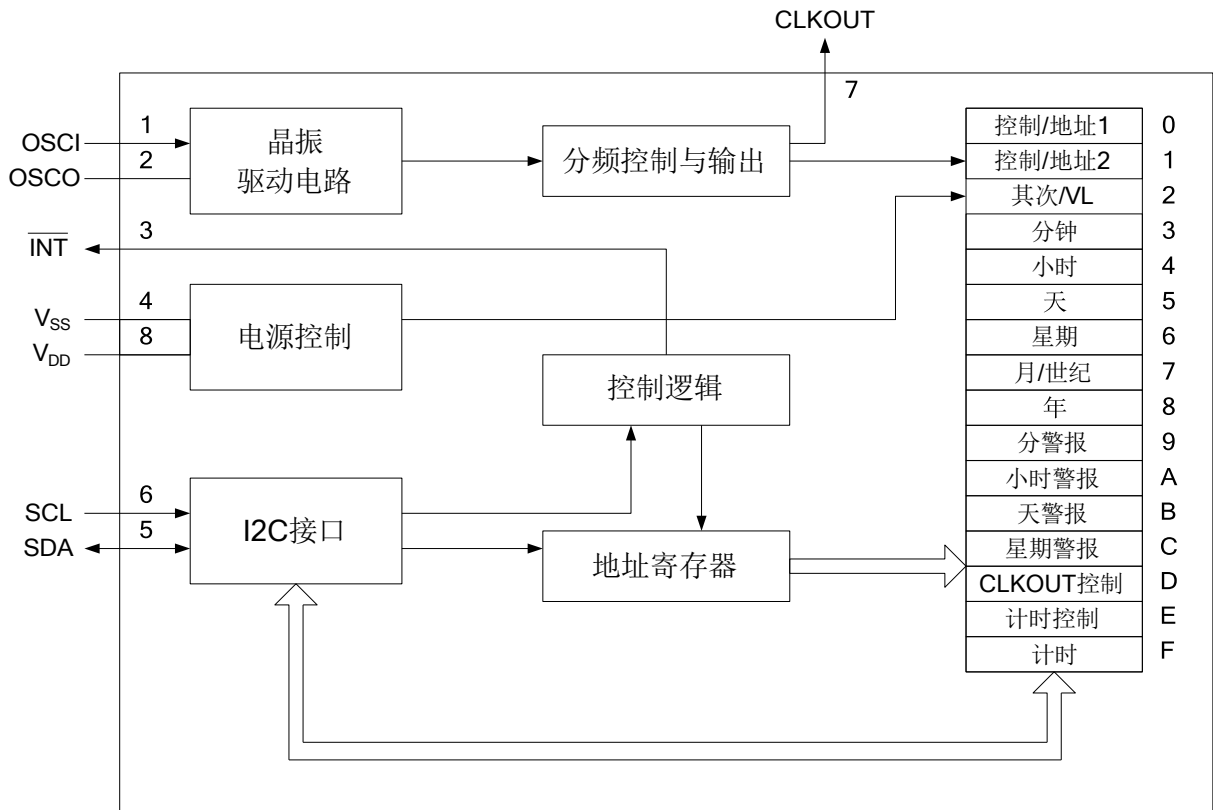 CLKOUT
7
OSCI
1
OSCO
2
晶振
驱动电路
分频控制与输出
INT
3
V_SS
4
V_DD
8
电源控制
控制逻辑
SCL
6
SDA
5
I2C接口
地址寄存器
控制/地址1 0
控制/地址2 1
其次/VL 2
分钟 3
小时 4
天 5
星期 6
月/世纪 7
年 8
分警报 9
小时警报 A
天警报 B
星期警报 C
CLKOUT控制 D
计时控制 E
计时 F